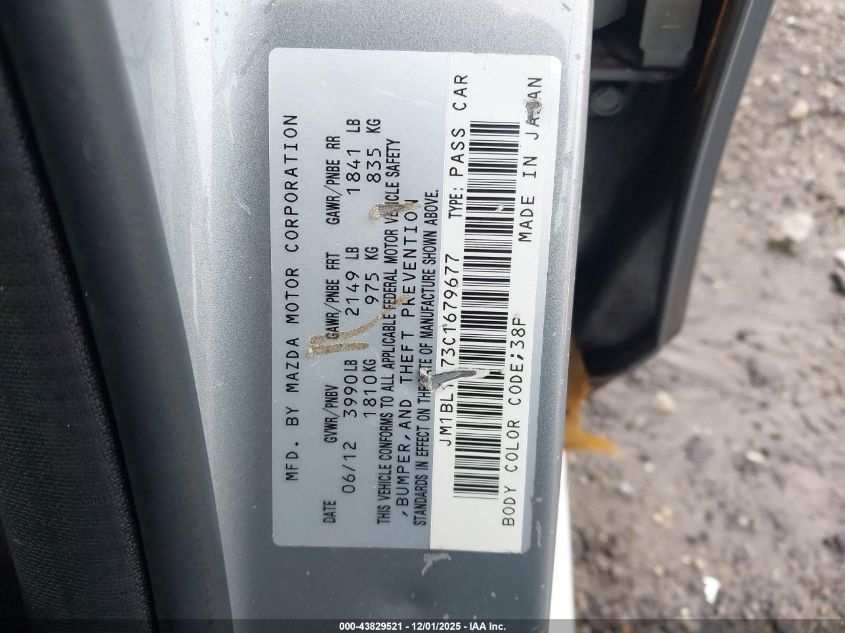 MFD. BY MAZDA MOTOR CORPORATION
DATE GVWR/PNBV GAWR/PNBE FRT GAWR/PNBE RR
06/12 3990LB 2149 LB 1841 LB
1810KG 975 KG 835 KG
THIS VEHICLE CONFORMS TO ALL APPLICABLE FEDERAL MOTOR VEHICLE SAFETY
,BUMPER,AND THEFT PREVENTION
STANDARDS IN EFFECT ON THE DATE OF MANUFACTURE SHOWN ABOVE.
TYPE: PASS CAR
BODY COLOR CODE;38P MADE IN JAPAN
000-43829521 • 12/01/2025 - IAA Inc.